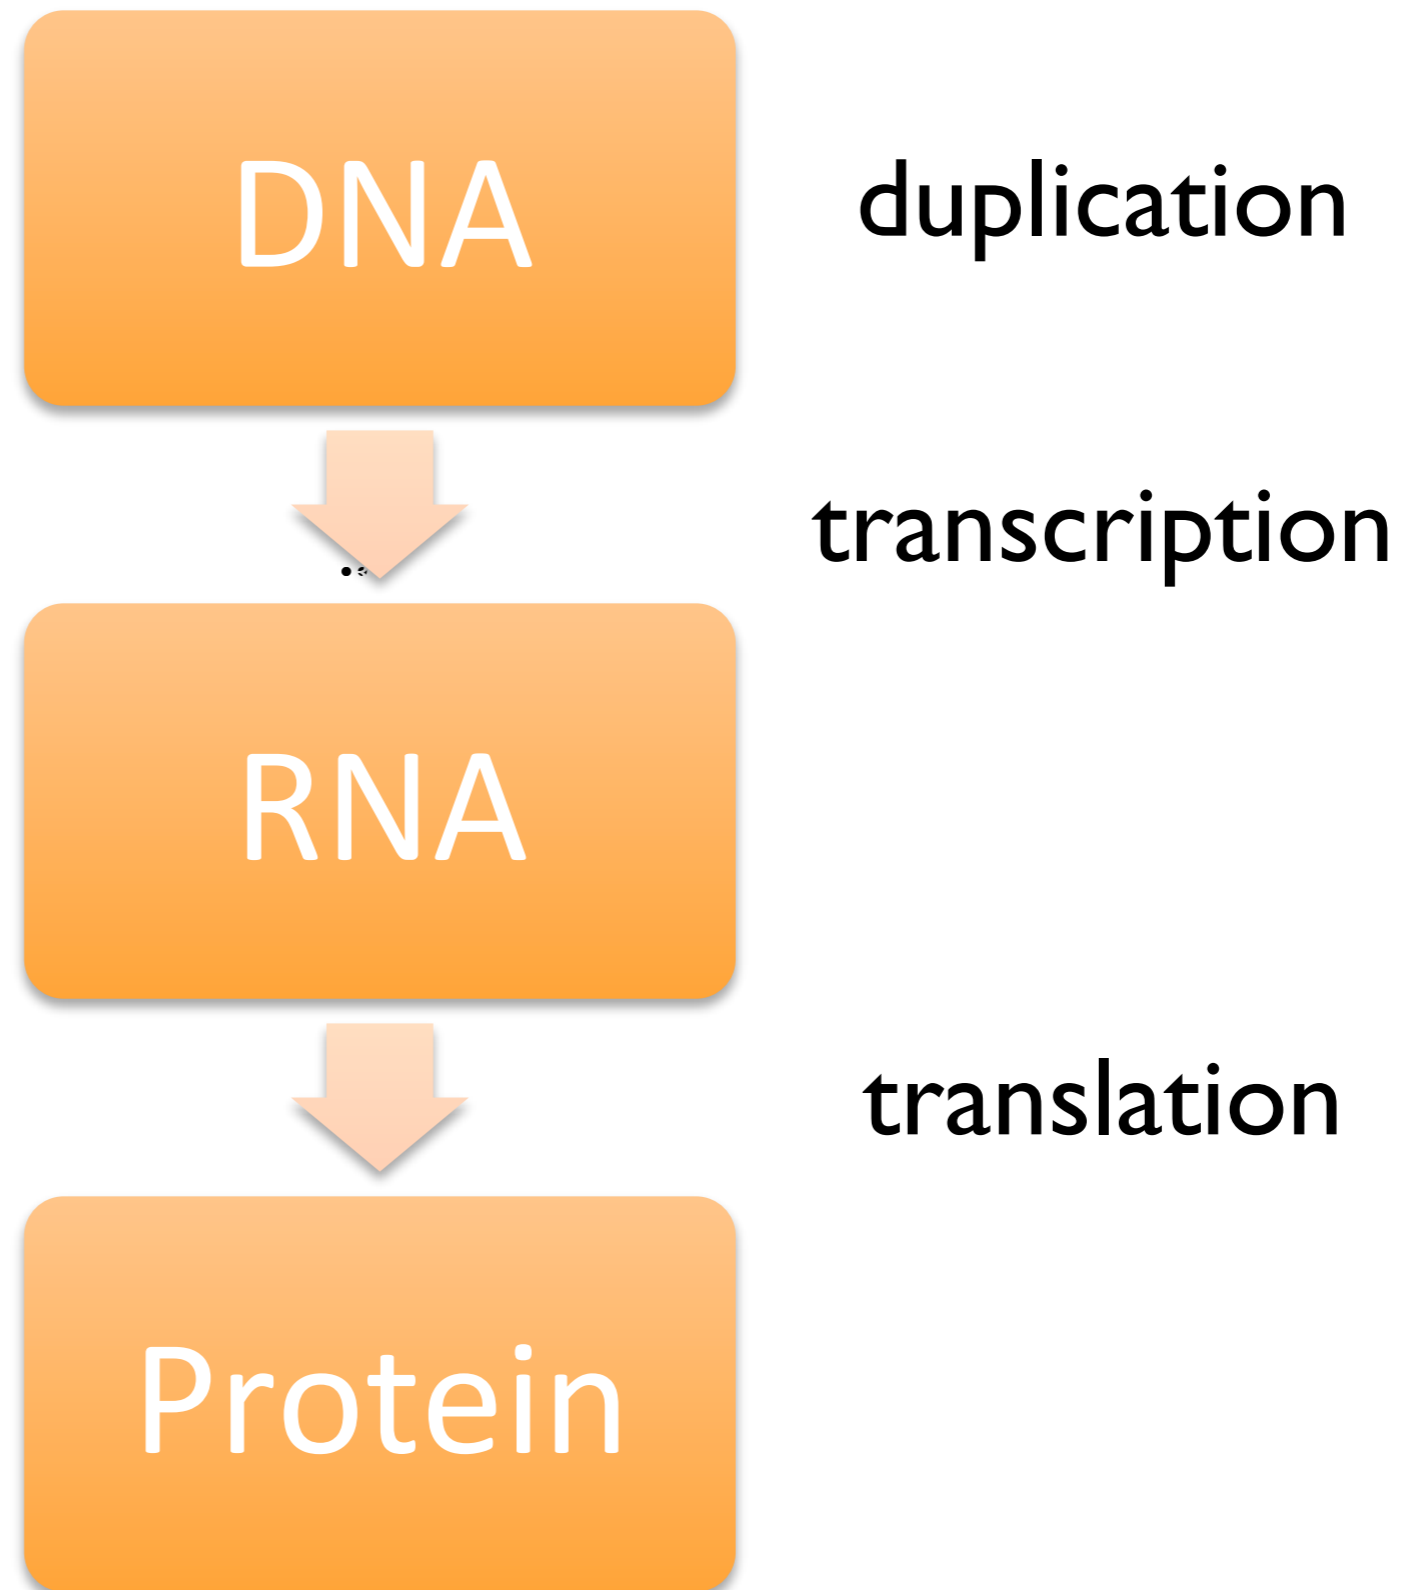 DNA
duplication
transcription
RNA
translation
Protein